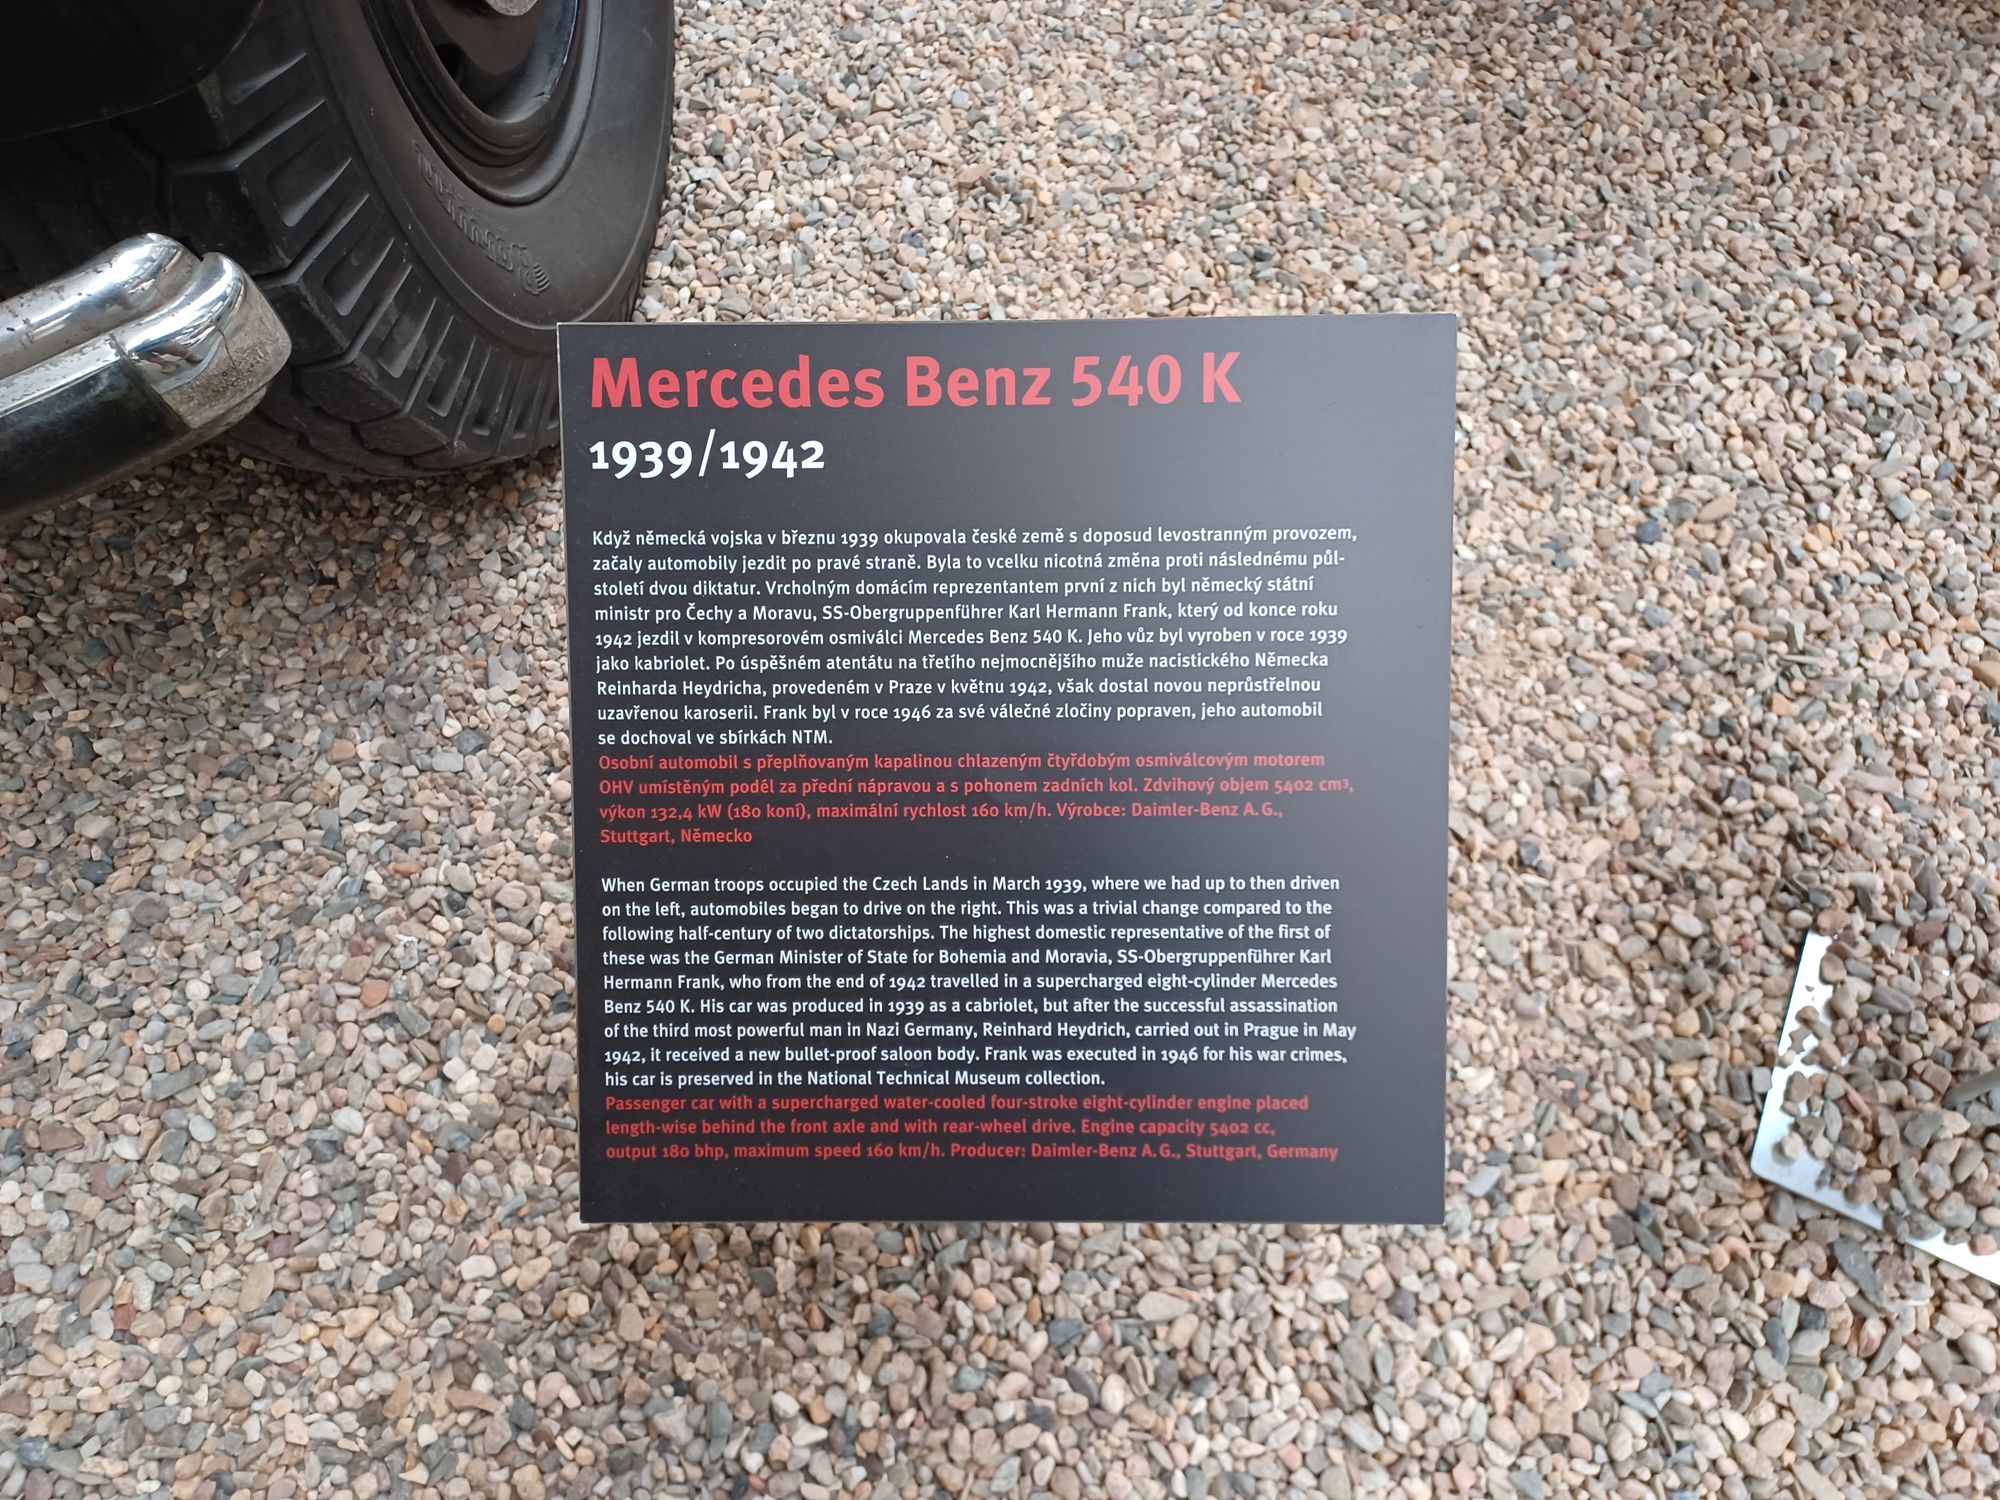 Mercedes Benz 540 K
1939/1942
Když německá vojska v březnu 1939 okupovala české země s doposud levostranným provozem,
začaly automobily jezdit po pravé straně. Byla to vcelku nicotná změna proti následnému půl-
století dvou diktatur. Vrcholným domácím reprezentantem první z nich byl německý státní
ministr pro Čechy a Moravu, SS-Obergruppenführer Karl Hermann Frank, který od konce roku
1942 jezdil v kompresorovém osmiválci Mercedes Benz 540 K. Jeho vůz byl vyroben v roce 1939
jako kabriolet. Po úspěšném atentátu na třetího nejmocnějšího muže nacistického Německa
Reinharda Heydricha, provedeném v Praze v květnu 1942, však dostal novou neprůstřelnou
uzavřenou karoserii. Frank byl v roce 1946 za své válečné zločiny popraven, jeho automobil
se dochoval ve sbírkách NTM.
Osobní automobil s přeplňovaným kapalinou chlazeným čtyřdobým osmiválcovým motorem
OHV umístěným podél za přední nápravou a s pohonem zadních kol. Zdvihový objem 5402 cm³,
výkon 132,4 kW (180 koní), maximální rychlost 160 km/h. Výrobce: Daimler-Benz A.G.,
Stuttgart, Německo
When German troops occupied the Czech Lands in March 1939, where we had up to then driven
on the left, automobiles began to drive on the right. This was a trivial change compared to the
following half-century of two dictatorships. The highest domestic representative of the first of
these was the German Minister of State for Bohemia and Moravia, SS-Obergruppenführer Karl
Hermann Frank, who from the end of 1942 travelled in a supercharged eight-cylinder Mercedes
Benz 540 K. His car was produced in 1939 as a cabriolet, but after the successful assassination
of the third most powerful man in Nazi Germany, Reinhard Heydrich, carried out in Prague in May
1942, it received a new bullet-proof saloon body. Frank was executed in 1946 for his war crimes,
his car is preserved in the National Technical Museum collection.
Passenger car with a supercharged water-cooled four-stroke eight-cylinder engine placed
length-wise behind the front axle and with rear-wheel drive. Engine capacity 5402 cc,
output 180 bhp, maximum speed 160 km/h. Producer: Daimler-Benz A.G., Stuttgart, Germany